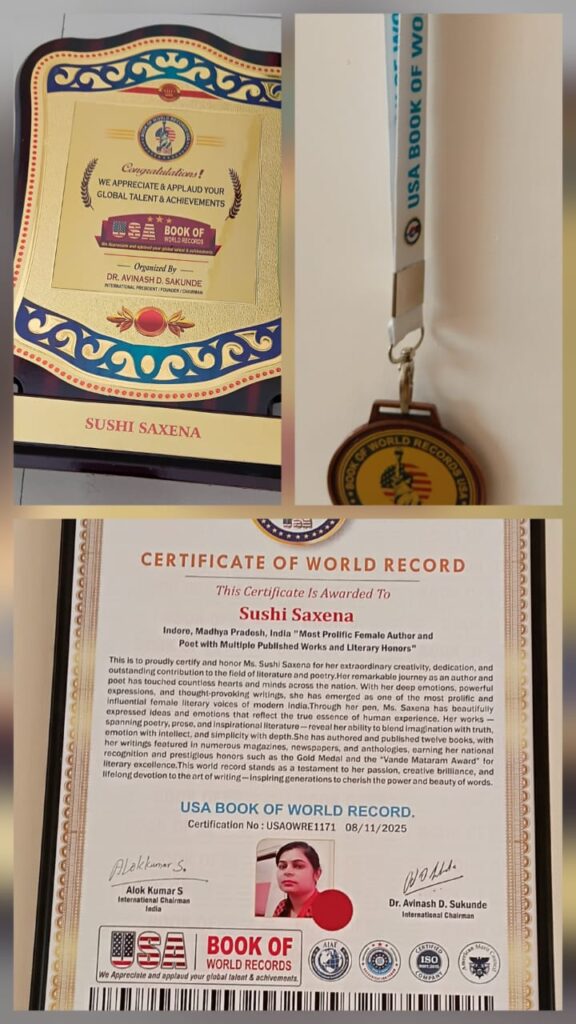 Congratulations!
WE APPRECIATE & APPLAUD YOUR
GLOBAL TALENT & ACHIEVEMENTS
USA BOOK OF
WORLD RECORDS
We Appreciate and applaud your global talent & achievements.
Organized By
DR. AVINASH D. SAKUNDE
INTERNATIONAL PRESIDENT / FOUNDER / CHAIRMAN
SUSHI SAXENA
USA BOOK OF WO
BOOK OF WORLD RECORDS USA
CERTIFICATE OF WORLD RECORD
This Certificate Is Awarded To
Sushi Saxena
Indore, Madhya Pradesh, India "Most Prolific Female Author and
Poet with Multiple Published Works and Literary Honors"
This is to proudly certify and honor Ms. Sushi Saxena for her extraordinary creativity, dedication, and
outstanding contribution to the field of literature and poetry.Her remarkable journey as an author and
poet has touched countless hearts and minds across the nation. With her deep emotions, powerful
expressions, and thought-provoking writings, she has emerged as one of the most prolific and
influential female literary voices of modern India.Through her pen, Ms. Saxena has beautifully
expressed ideas and emotions that reflect the true essence of human experience. Her works —
spanning poetry, prose, and inspirational literature—reveal her ability to blend imagination with truth,
emotion with intellect, and simplicity with depth.She has authored and published twelve books, with
her writings featured in numerous magazines, newspapers, and anthologies, earning her national
recognition and prestigious honors such as the Gold Medal and the "Vande Mataram Award" for
literary excellence.This world record stands as a testament to her passion, creative brilliance, and
lifelong devotion to the art of writing—inspiring generations to cherish the power and beauty of words.
USA BOOK OF WORLD RECORD.
Certification No : USAOWRE1171 08/11/2025
Alokkumar S.
Alok Kumar S
International Chairman
India
Dr. Avinash D. Sukunde
International Chairman
USA BOOK OF
WORLD RECORDS
We Appreciate and applaud your global talent & achievements.
CERTIFIED
ISO
COMPANY